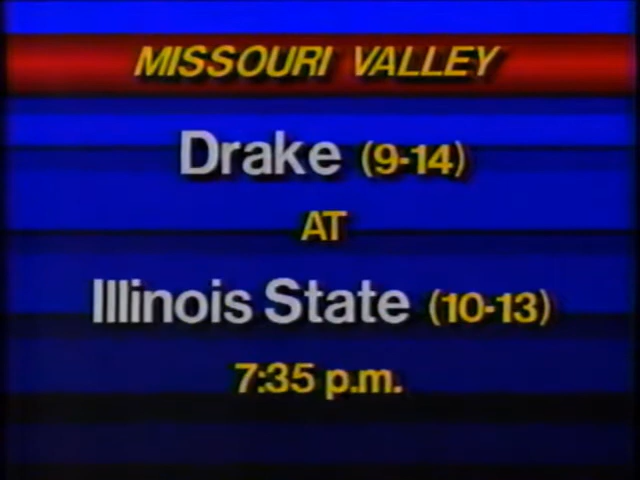 MISSOURI VALLEY
Drake (9-14)
AT
Illinois State (10-13)
7:35 p.m.